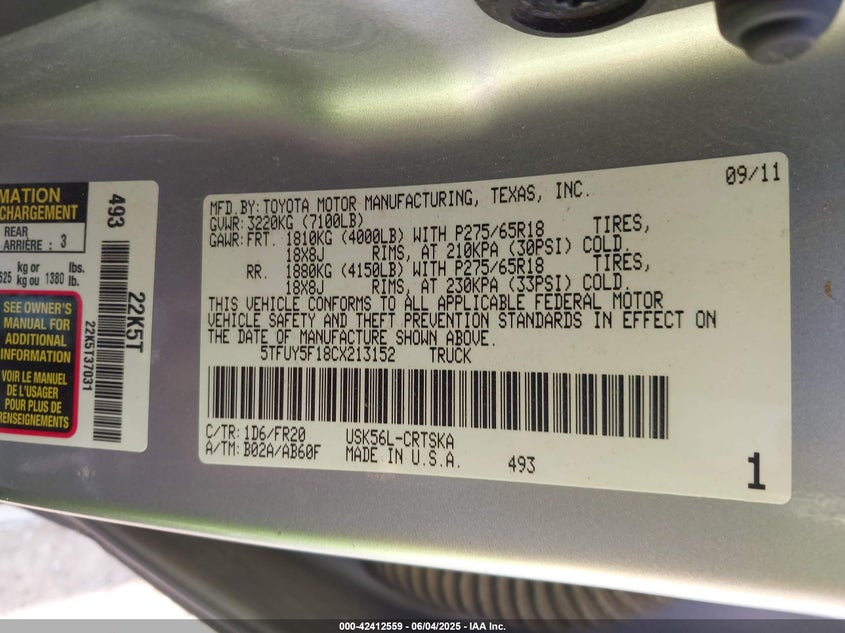 MATION
CHARGEMENT
REAR
ARRIÈRE : 3
625 kg or kg ou 1380 lbs. lb.
SEE OWNER'S
MANUAL FOR
ADDITIONAL
INFORMATION
VOIR LE MANUEL
DE L'USAGER
POUR PLUS DE
RENSEIGNEMENTS
493
22K5T
22K5T37031
09/11
MFD.BY:TOYOTA MOTOR MANUFACTURING, TEXAS, INC.
GVWR:3220KG (7100LB)
GAWR:FRT. 1810KG (4000LB) WITH P275/65R18 TIRES,
18X8J RIMS, AT 210KPA (30PSI) COLD.
RR. 1880KG (4150LB) WITH P275/65R18 TIRES,
18X8J RIMS, AT 230KPA (33PSI) COLD.
THIS VEHICLE CONFORMS TO ALL APPLICABLE FEDERAL MOTOR
VEHICLE SAFETY AND THEFT PREVENTION STANDARDS IN EFFECT ON
THE DATE OF MANUFACTURE SHOWN ABOVE.
5TFUY5F18CX213152 TRUCK
C/TR:1D6/FR20 USK56L-CRTSKA
A/TM:B02A/AB60F MADE IN U.S.A. 493
1
000-42412559 - 06/04/2025 - IAA Inc.